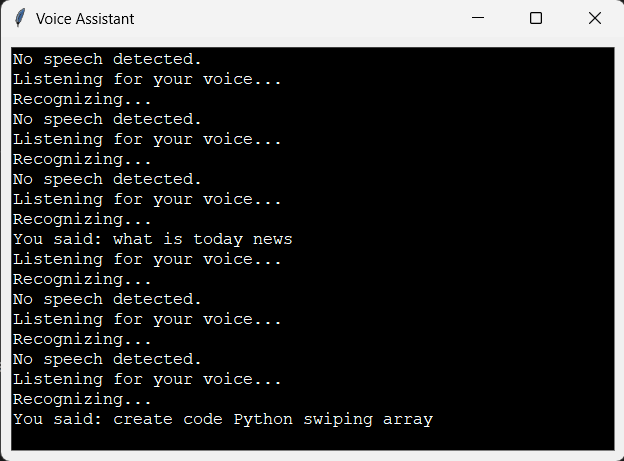 Voice Assistant
No speech detected.
Listening for your voice...
Recognizing...
No speech detected.
Listening for your voice...
Recognizing...
No speech detected.
Listening for your voice...
Recognizing...
You said: what is today news
Listening for your voice...
Recognizing...
No speech detected.
Listening for your voice...
Recognizing...
No speech detected.
Listening for your voice...
Recognizing...
You said: create code Python swiping array